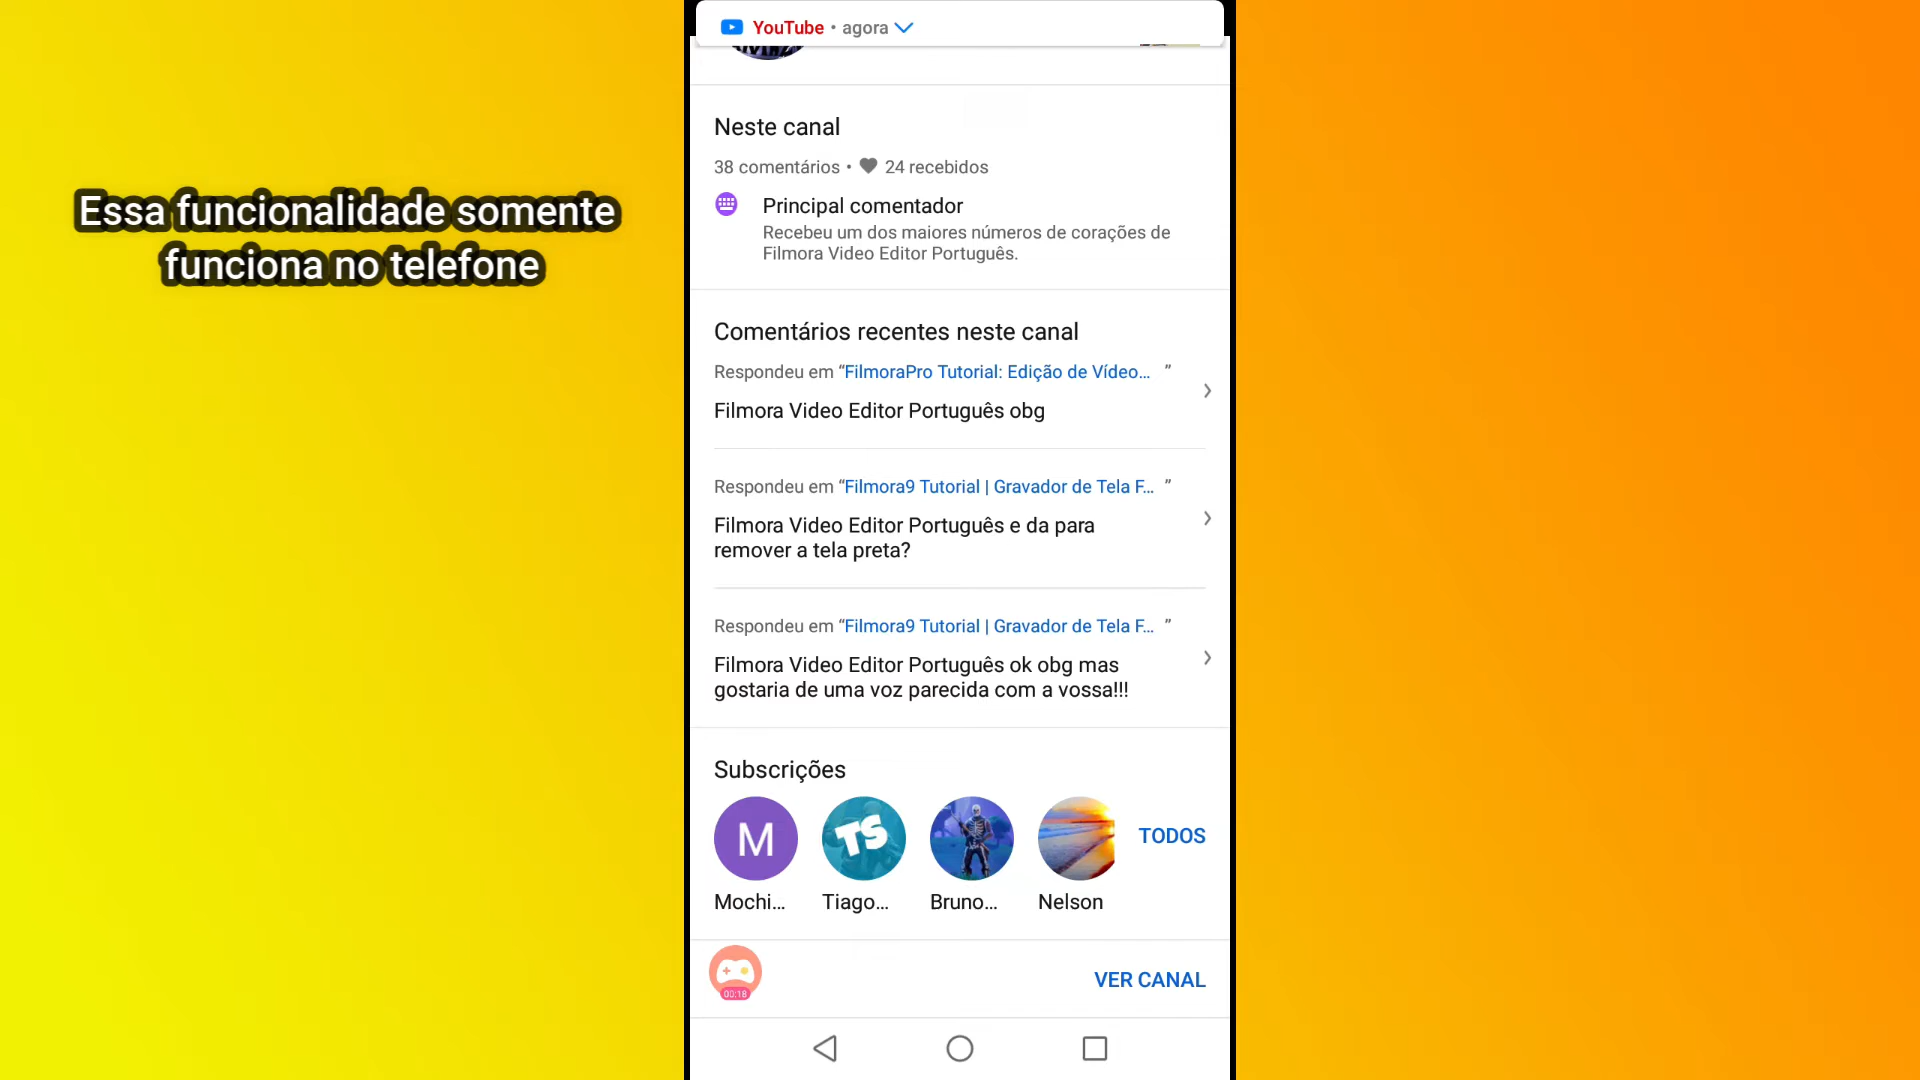 YouTube • agora
Essa funcionalidade somente
funciona no telefone
Neste canal
38 comentários • 24 recebidos
Principal comentador
Recebeu um dos maiores números de corações de
Filmora Video Editor Português.
Comentários recentes neste canal
Respondeu em “FilmoraPro Tutorial: Edição de Vídeo... ”
Filmora Video Editor Português obg
Respondeu em “Filmora9 Tutorial | Gravador de Tela F... ”
Filmora Video Editor Português e da para
remover a tela preta?
Respondeu em “Filmora9 Tutorial | Gravador de Tela F... ”
Filmora Video Editor Português ok obg mas
gostaria de uma voz parecida com a vossa!!!
Subscrições
M
TS
TODOS
Mochi... Tiago... Bruno... Nelson
00:18
VER CANAL